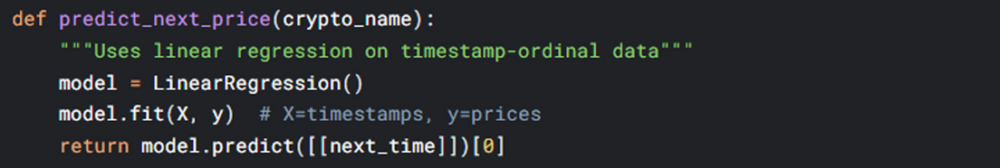 def predict_next_price(crypto_name):
    """Uses linear regression on timestamp-ordinal data"""
    model = LinearRegression()
    model.fit(X, y)  # X=timestamps, y=prices
    return model.predict([[next_time]])[0]